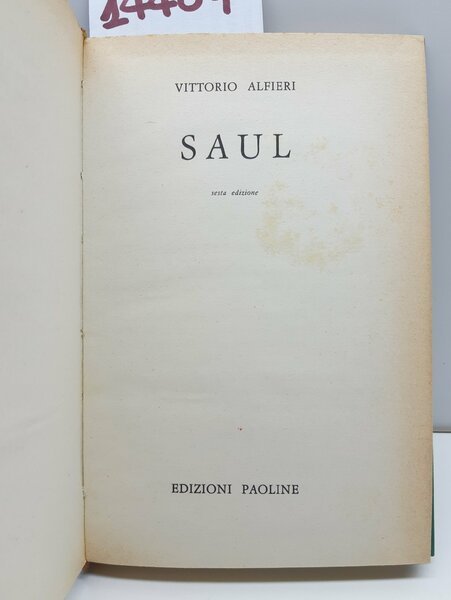 VITTORIO ALFIERI
SAUL
sesta edizione
EDIZIONI PAOLINE